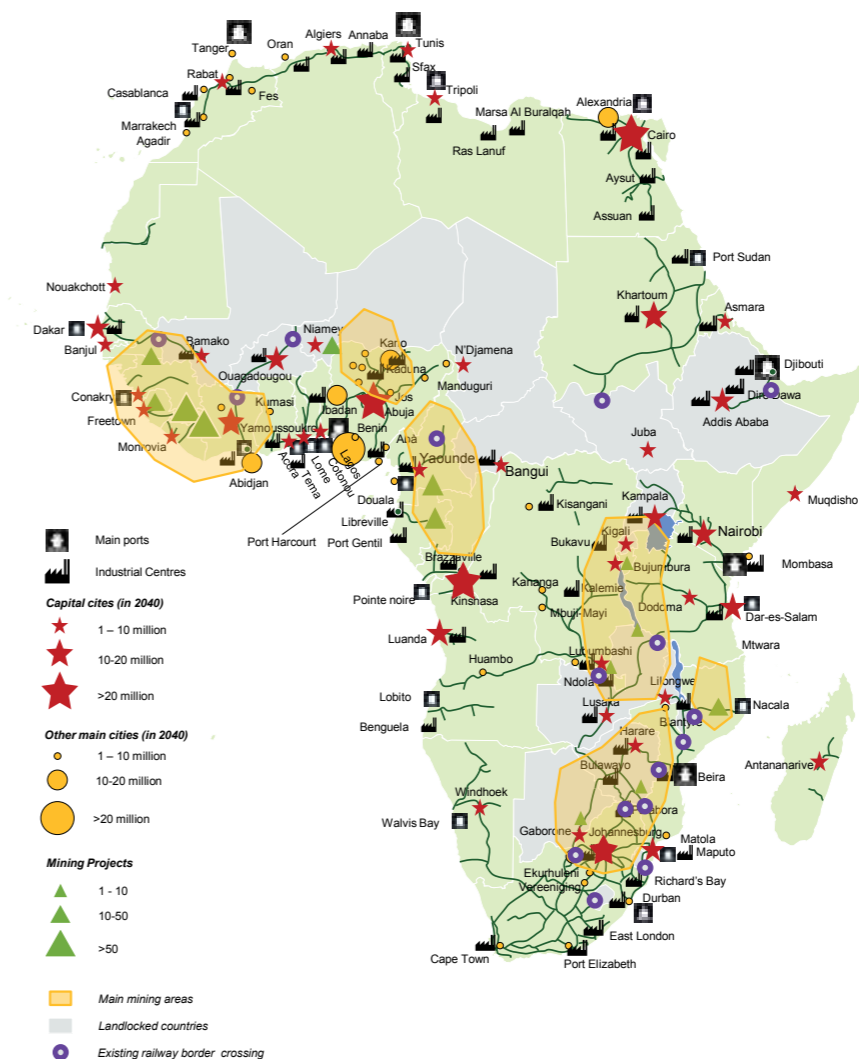 Tanger
Oran
Algiers
Annaba
Tunis
Sfax
Rabat
Tripoli
Casablanca
Fes
Marsa Al Buralqah
Alexandria
Marrakech
Agadir
Ras Lanuf
Cairo
Aysut
Assuan
Port Sudan
Nouakchott
Khartoum
Asmara
Dakar
Banjul
Bamako
Niamey
Kano
N'Djamena
Djibouti
Ouagadougou
Kaduna
Dire Dawa
Manduguri
Conakry
Jos
Addis Ababa
Freetown
Kumasi
Ibadan
Abuja
Yamoussoukro
Monrovia
Benin
Juba
Abidjan
Accra
Tema
Lome
Cotonou
Lagos
Yaounde
Bangui
Muqdisho
Douala
Kisangani
Kampala
Libreville
Port Harcourt
Port Gentil
Bukavu
Kigali
Nairobi
Main ports
Brazzaville
Bujumbura
Mombasa
Industrial Centres
Kananga
Kalemie
Pointe noire
Kinshasa
Dodoma
Capital cites (in 2040)
Mbuji-Mayi
Dar-es-Salam
1 – 10 million
Luanda
Mtwara
10-20 million
Huambo
Lubumbashi
>20 million
Ndola
Lilongwe
Lobito
Lusaka
Nacala
Benguela
Blantyre
Other main cities (in 2040)
Harare
1 – 10 million
Antananarive
10-20 million
Bulawayo
Beira
Windhoek
>20 million
Walvis Bay
Gaborone
Johannesburg
Matola
Maputo
Mining Projects
Ekurhuleni
Vereeniging
Richard's Bay
1 - 10
Durban
10-50
East London
>50
Cape Town
Port Elizabeth
Main mining areas
Landlocked countries
Existing railway border crossing